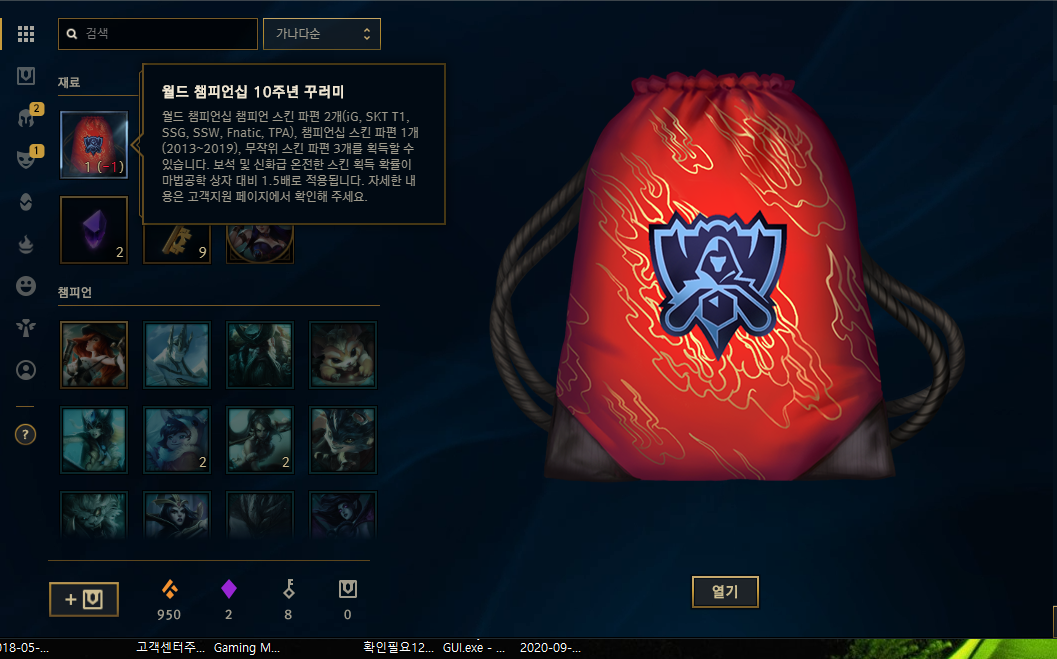 검색
가나다순
재료
2
1
월드 챔피언십 10주년 꾸러미
월드 챔피언십 챔피언 스킨 파편 2개(iG, SKT T1,
SSG, SSW, Fnatic, TPA), 챔피언십 스킨 파편 1개
(2013~2019), 무작위 스킨 파편 3개를 획득할 수
있습니다. 보석 및 신화급 온전한 스킨 획득 확률이
마법공학 상자 대비 1.5배로 적용됩니다. 자세한 내
용은 고객지원 페이지에서 확인해 주세요.
1 (-1)
2
9
챔피언
?
2
2
+
950
2
8
0
열기
018-05-...
고객센터주...
Gaming M...
확인필요12...
GUI.exe - ...
2020-09-...